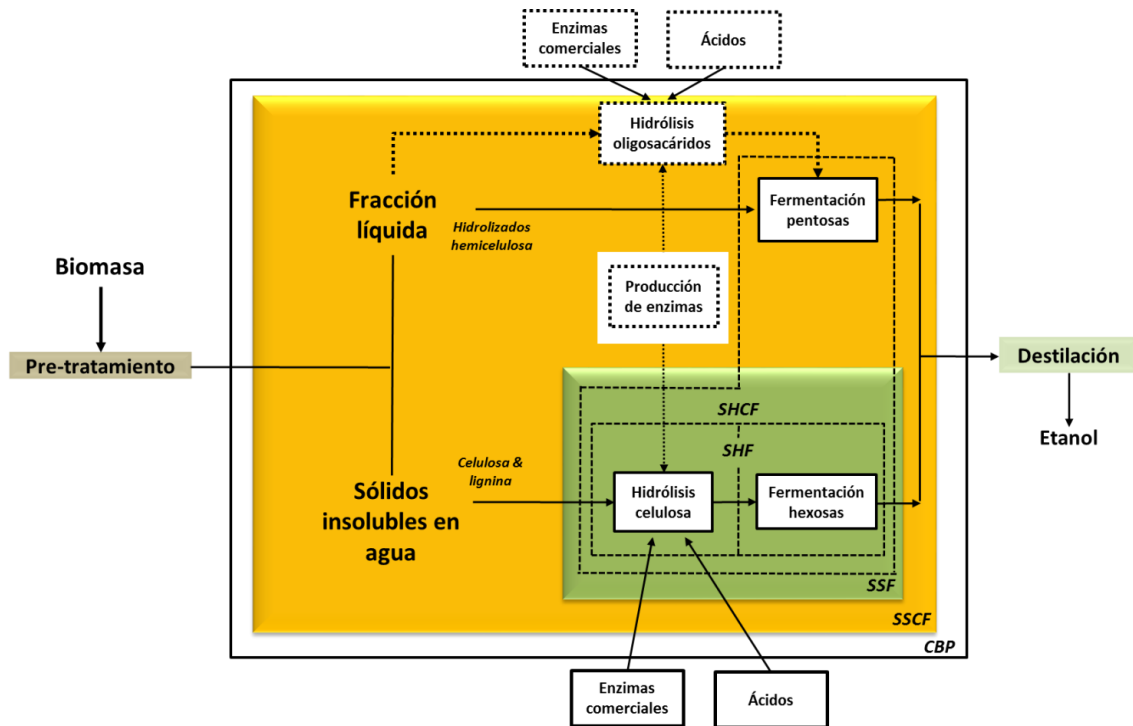 Enzimas
comerciales
Ácidos
Hidrólisis
oligosacáridos
Fracción
líquida
Hidrolizados
hemicelulosa
Fermentación
pentosas
Biomasa
Pre-tratamiento
Producción
de enzimas
Destilación
Etanol
SHCF
SHF
Celulosa &
lignina
Sólidos
insolubles en
agua
Hidrólisis
celulosa
Fermentación
hexosas
SSF
SSCF
CBP
Enzimas
comerciales
Ácidos